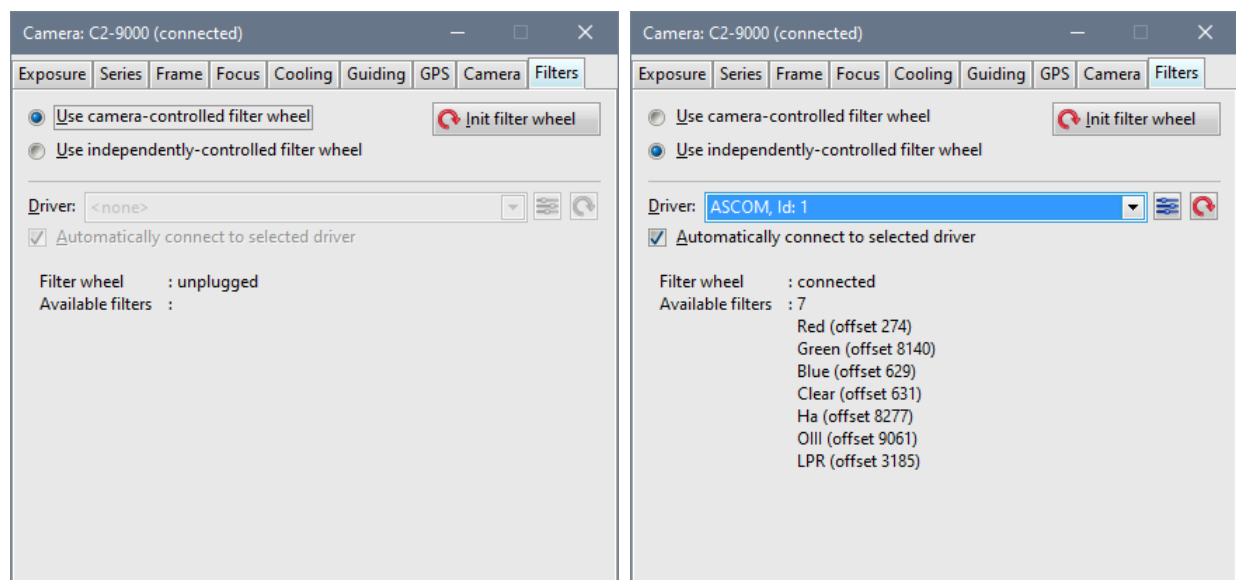 Camera: C2-9000 (connected)
Exposure Series Frame Focus Cooling Guiding GPS Camera Filters
Use camera-controlled filter wheel Init filter wheel
Use independently-controlled filter wheel
Driver: <none>
Automatically connect to selected driver
Filter wheel : unplugged
Available filters :
Camera: C2-9000 (connected)
Exposure Series Frame Focus Cooling Guiding GPS Camera Filters
Use camera-controlled filter wheel Init filter wheel
Use independently-controlled filter wheel
Driver: ASCOM, Id: 1
Automatically connect to selected driver
Filter wheel : connected
Available filters : 7
Red (offset 274)
Green (offset 8140)
Blue (offset 629)
Clear (offset 631)
Ha (offset 8277)
OIII (offset 9061)
LPR (offset 3185)